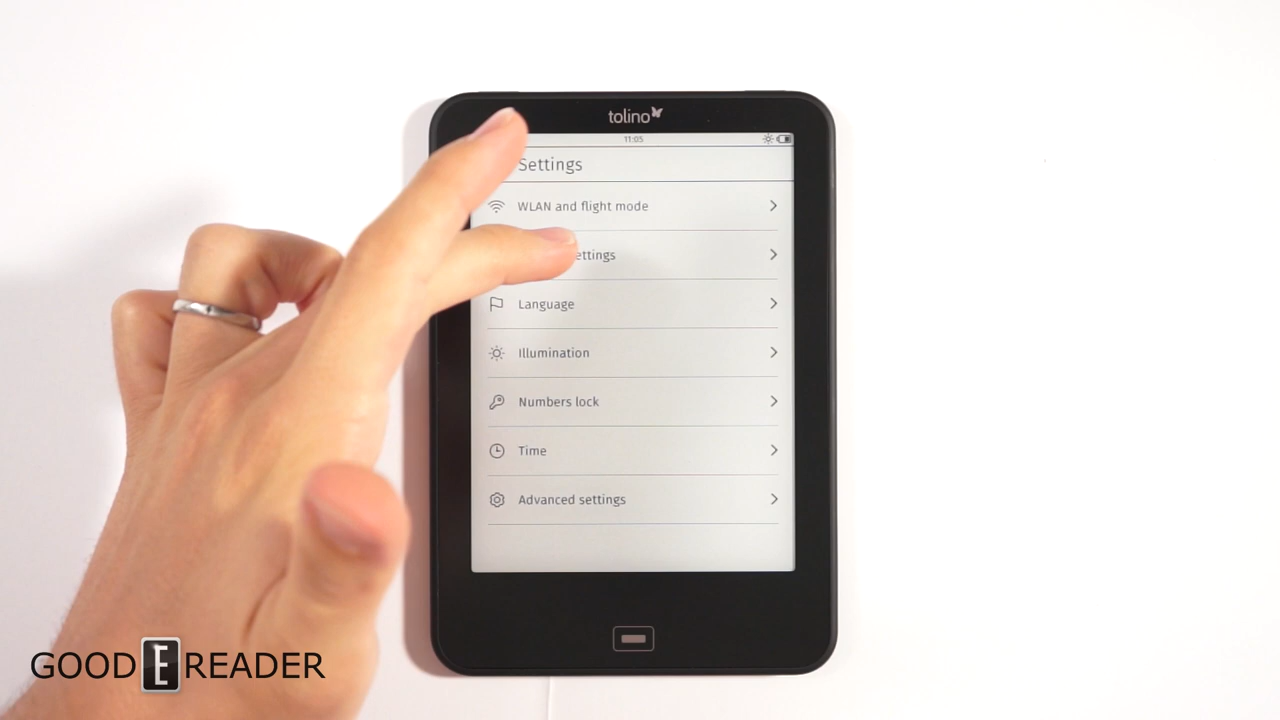 tolino
11:05
Settings
WLAN and flight mode
ettings
Language
Illumination
Numbers lock
Time
Advanced settings
GOOD E READER